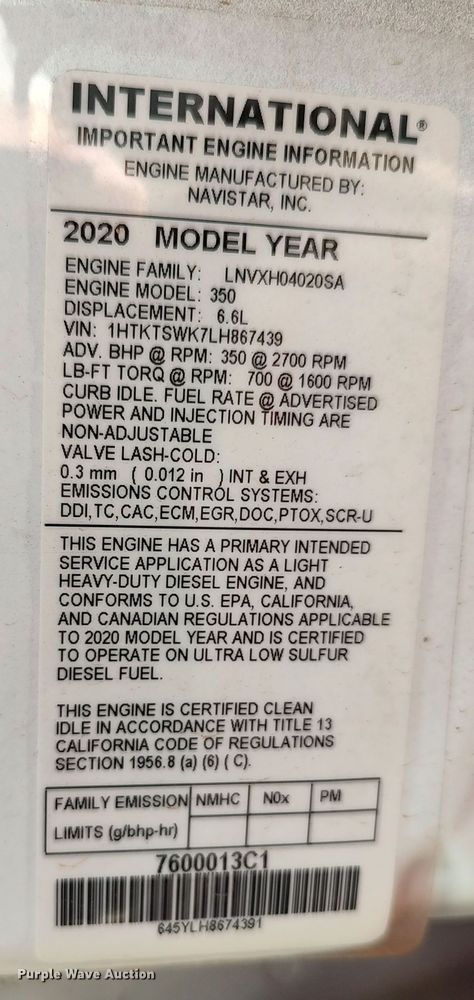 INTERNATIONAL®
IMPORTANT ENGINE INFORMATION
ENGINE MANUFACTURED BY:
NAVISTAR, INC.
2020 MODEL YEAR
ENGINE FAMILY: LNVXH04020SA
ENGINE MODEL: 350
DISPLACEMENT: 6.6L
VIN: 1HTKTSWK7LH867439
ADV. BHP @ RPM: 350 @ 2700 RPM
LB-FT TORQ @ RPM: 700 @ 1600 RPM
CURB IDLE. FUEL RATE @ ADVERTISED
POWER AND INJECTION TIMING ARE
NON-ADJUSTABLE
VALVE LASH-COLD:
0.3 mm ( 0.012 in ) INT & EXH
EMISSIONS CONTROL SYSTEMS:
DDI,TC,CAC,ECM,EGR,DOC,PTOX,SCR-U
THIS ENGINE HAS A PRIMARY INTENDED
SERVICE APPLICATION AS A LIGHT
HEAVY-DUTY DIESEL ENGINE, AND
CONFORMS TO U.S. EPA, CALIFORNIA,
AND CANADIAN REGULATIONS APPLICABLE
TO 2020 MODEL YEAR AND IS CERTIFIED
TO OPERATE ON ULTRA LOW SULFUR
DIESEL FUEL.
THIS ENGINE IS CERTIFIED CLEAN
IDLE IN ACCORDANCE WITH TITLE 13
CALIFORNIA CODE OF REGULATIONS
SECTION 1956.8 (a) (6) ( C).
FAMILY EMISSION NMHC N0x PM
LIMITS (g/bhp-hr)
7600013C1
645YLH8674391
Purple Wave Auction